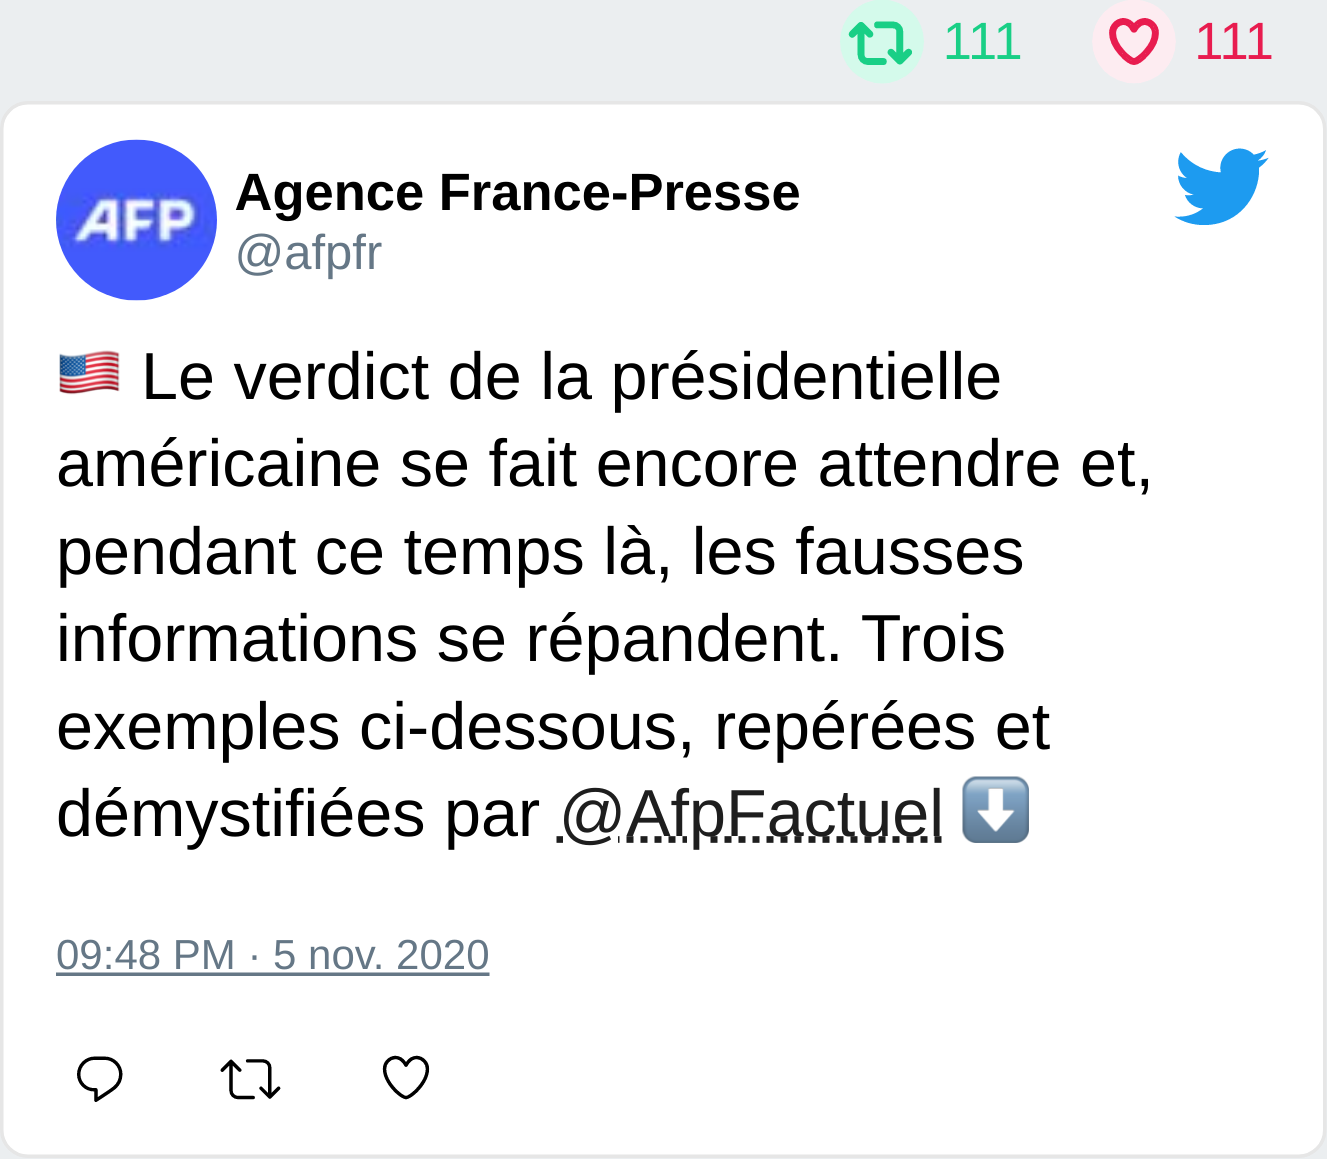 111 111
AFP
Agence France-Presse
@afpfr
🇺🇸 Le verdict de la présidentielle
américaine se fait encore attendre et,
pendant ce temps là, les fausses
informations se répandent. Trois
exemples ci-dessous, repérées et
démystifiées par @AfpFactuel ⬇️
09:48 PM · 5 nov. 2020